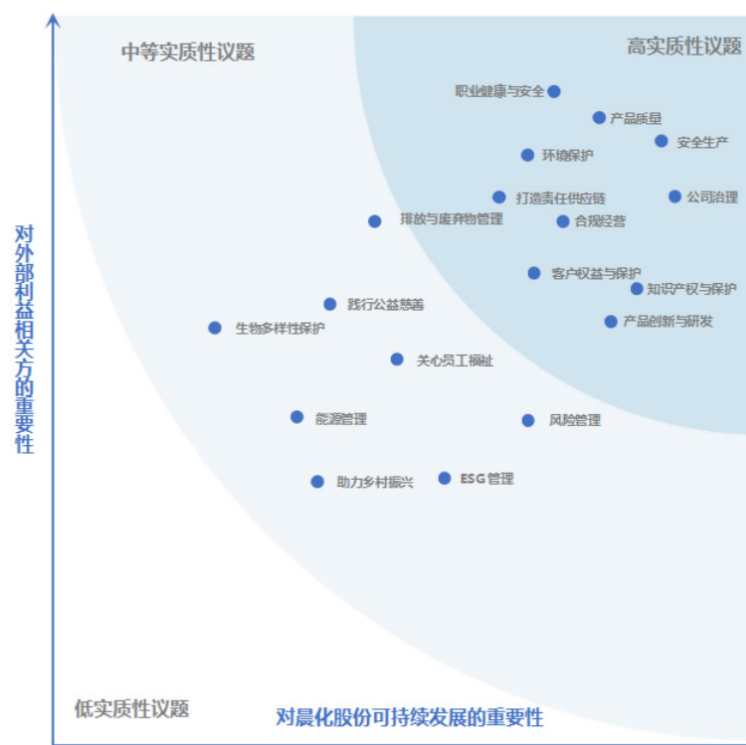 中等实质性议题
高实质性议题
职业健康与安全
产品质量
安全生产
环境保护
打造责任供应链
公司治理
排放与废弃物管理
合规经营
客户权益与保护
知识产权与保护
践行公益慈善
产品创新与研发
生物多样性保护
关心员工福祉
能源管理
风险管理
助力乡村振兴
ESG 管理
对外部利益相关方的重要性
低实质性议题
对晨化股份可持续发展的重要性